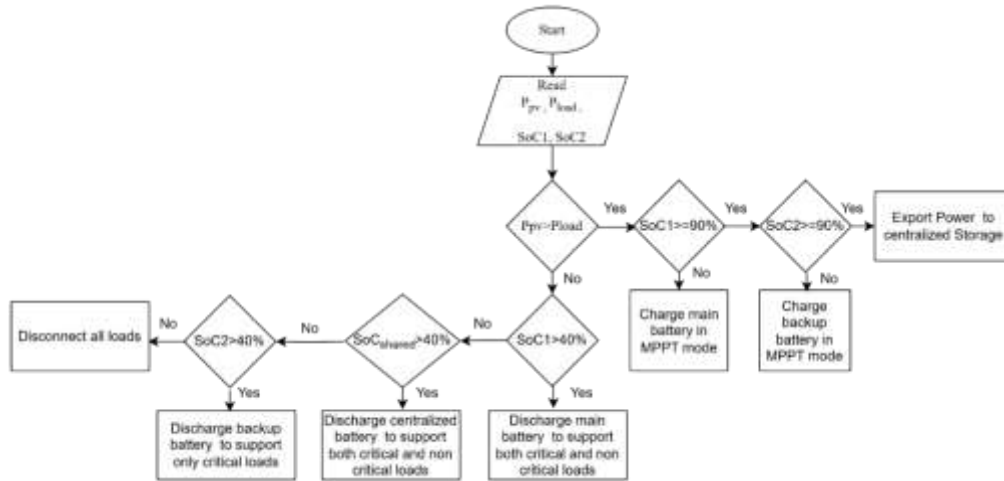 Start
Read
Ppv , Pload ,
SoC1, SoC2
Ppv>Pload
Yes
SoC1>=90%
Yes
SoC2>=90%
Yes
Export Power to
centralized Storage
No
No
No
Charge main
battery in
MPPT mode
Charge
backup
battery in
MPPT mode
Disconnect all loads
No
SoC2>40%
No
SoCshared>40%
No
SoC1>40%
Yes
Yes
Yes
Discharge backup
battery to support
only critical loads
Discharge centralized
battery to support
both critical and non
critical loads
Discharge main
battery to support
both critical and non
critical loads